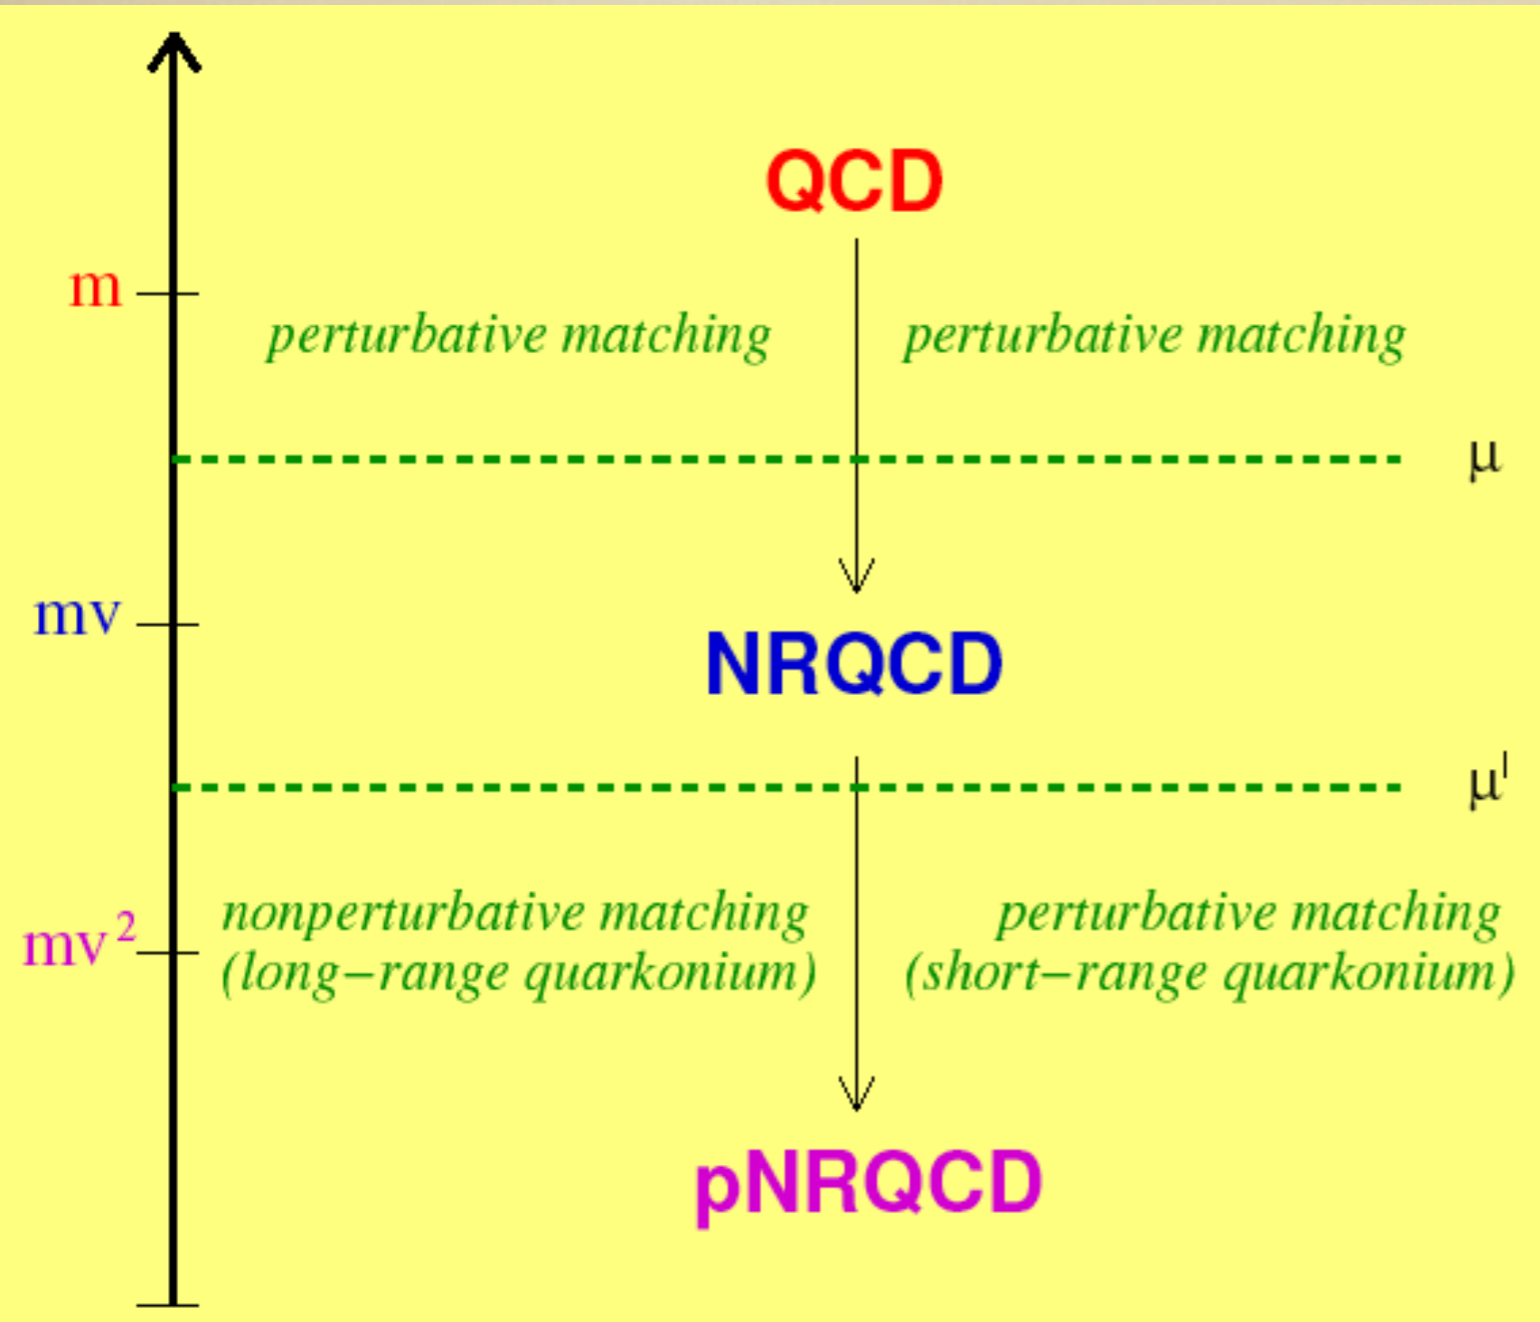 QCD
m
perturbative matching perturbative matching
μ
mv
NRQCD
μ'
nonperturbative matching perturbative matching
mv² (long−range quarkonium) (short−range quarkonium)
pNRQCD